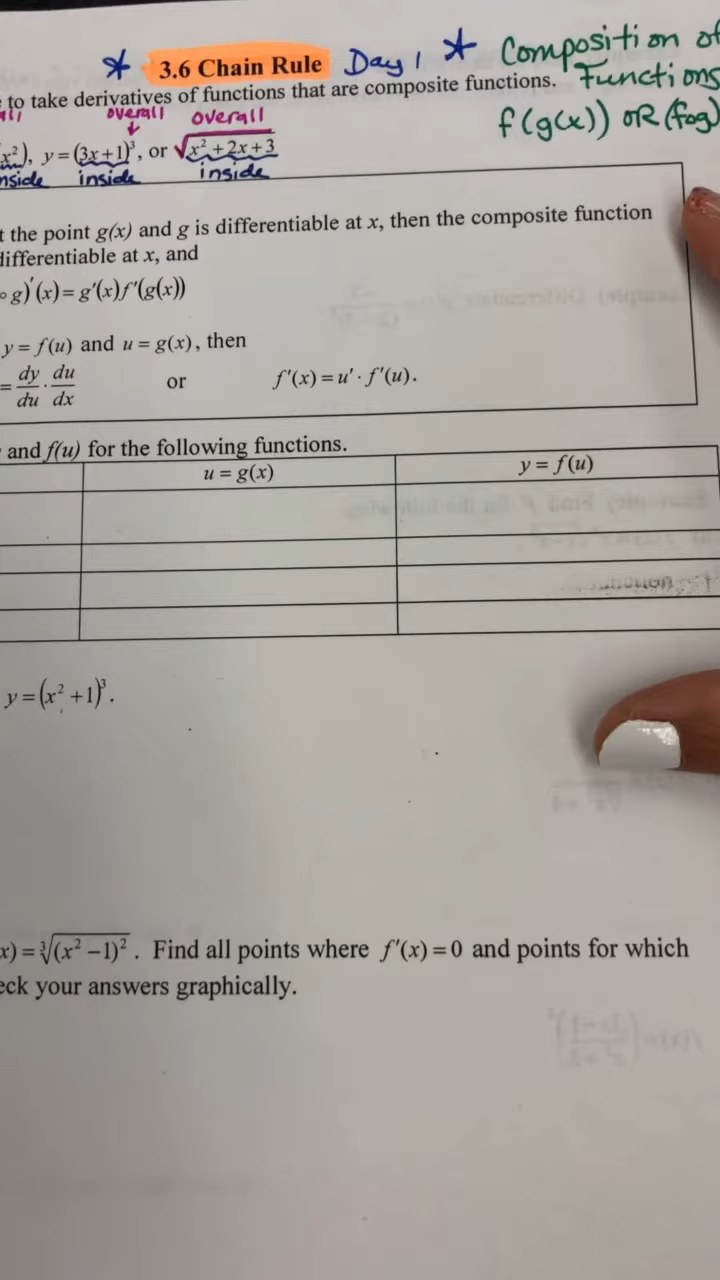 * 3.6 Chain Rule Day 1 * Composition of
Functions
f(g(x)) OR (fog)
to take derivatives of functions that are composite functions.
overall overall
x²), y = (3x+1)³, or √x²+2x+3
inside inside inside
the point g(x) and g is differentiable at x, then the composite function
differentiable at x, and
∘g)′(x) = g′(x)f′(g(x))
y = f(u) and u = g(x), then
= dy/du · du/dx or f′(x) = u′ · f′(u).
and f(u) for the following functions.
u = g(x) y = f(u)
y = (x² + 1)³.
x) = ∛(x² − 1)². Find all points where f′(x) = 0 and points for which
eck your answers graphically.